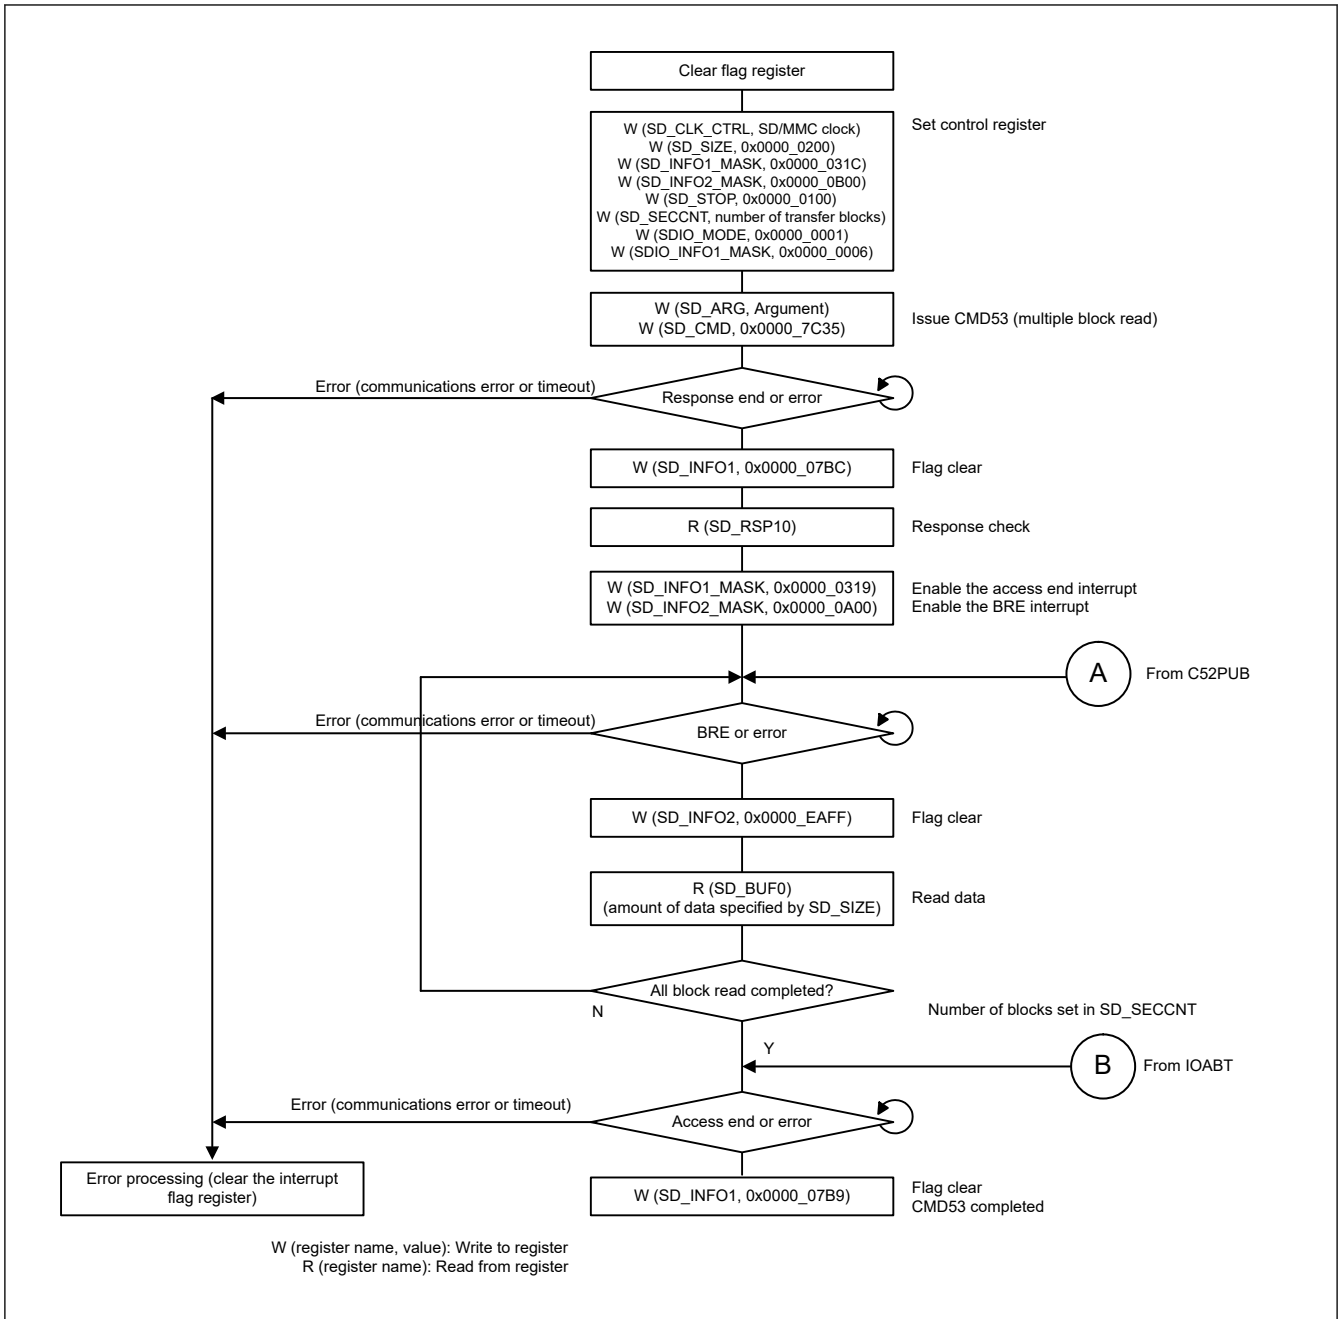 Clear flag register
W (SD_CLK_CTRL, SD/MMC clock)
W (SD_SIZE, 0x0000_0200)
W (SD_INFO1_MASK, 0x0000_031C)
W (SD_INFO2_MASK, 0x0000_0B00)
W (SD_STOP, 0x0000_0100)
W (SD_SECCNT, number of transfer blocks)
W (SDIO_MODE, 0x0000_0001)
W (SDIO_INFO1_MASK, 0x0000_0006)
Set control register
W (SD_ARG, Argument)
W (SD_CMD, 0x0000_7C35)
Issue CMD53 (multiple block read)
Error (communications error or timeout)
Response end or error
W (SD_INFO1, 0x0000_07BC)
Flag clear
R (SD_RSP10)
Response check
W (SD_INFO1_MASK, 0x0000_0319)
W (SD_INFO2_MASK, 0x0000_0A00)
Enable the access end interrupt
Enable the BRE interrupt
A
From C52PUB
Error (communications error or timeout)
BRE or error
W (SD_INFO2, 0x0000_EAFF)
Flag clear
R (SD_BUF0)
(amount of data specified by SD_SIZE)
Read data
All block read completed?
N
Number of blocks set in SD_SECCNT
Y
B
From IOABT
Error (communications error or timeout)
Access end or error
Error processing (clear the interrupt
flag register)
W (SD_INFO1, 0x0000_07B9)
Flag clear
CMD53 completed
W (register name, value): Write to register
R (register name): Read from register